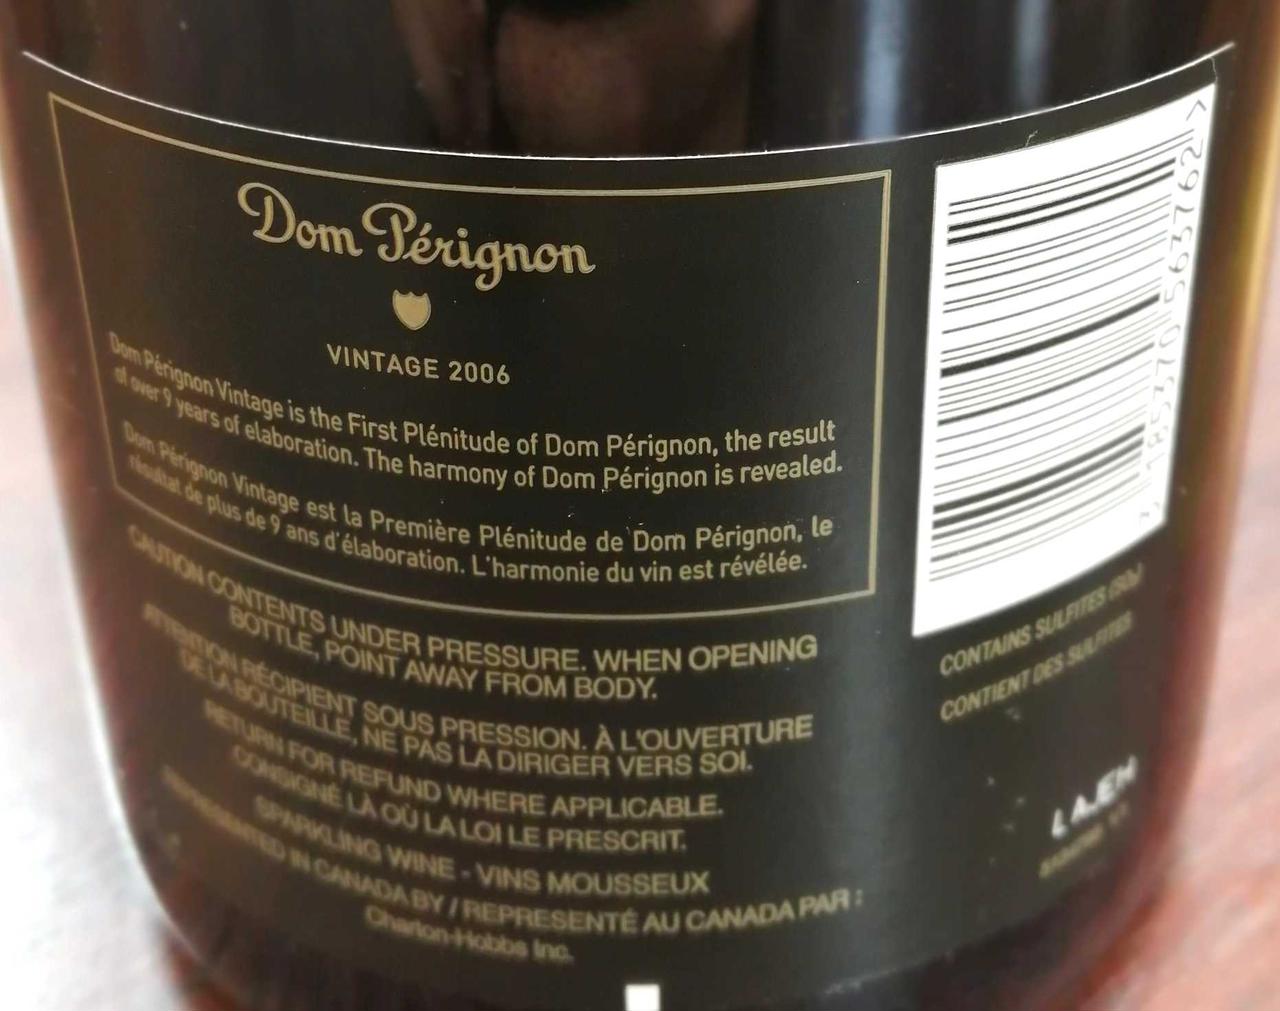 Dom Pérignon
VINTAGE 2006
Dom Pérignon Vintage is the First Plénitude of Dom Pérignon, the result
of over 9 years of elaboration. The harmony of Dom Pérignon is revealed.
Dom Pérignon Vintage est la Première Plénitude de Dom Pérignon, le
résultat de plus de 9 ans d'élaboration. L'harmonie du vin est révélée.
CAUTION CONTENTS UNDER PRESSURE. WHEN OPENING
BOTTLE, POINT AWAY FROM BODY.
ATTENTION RÉCIPIENT SOUS PRESSION. À L'OUVERTURE
DE LA BOUTEILLE, NE PAS LA DIRIGER VERS SOI.
RETURN FOR REFUND WHERE APPLICABLE.
CONSIGNÉ LÀ OÙ LA LOI LE PRESCRIT.
SPARKLING WINE - VINS MOUSSEUX
REPRESENTED IN CANADA BY / REPRESENTÉ AU CANADA PAR :
Charton-Hobbs Inc.
3 185370 563762 >
CONTAINS SULFITES
CONTIENT DES SULFITES